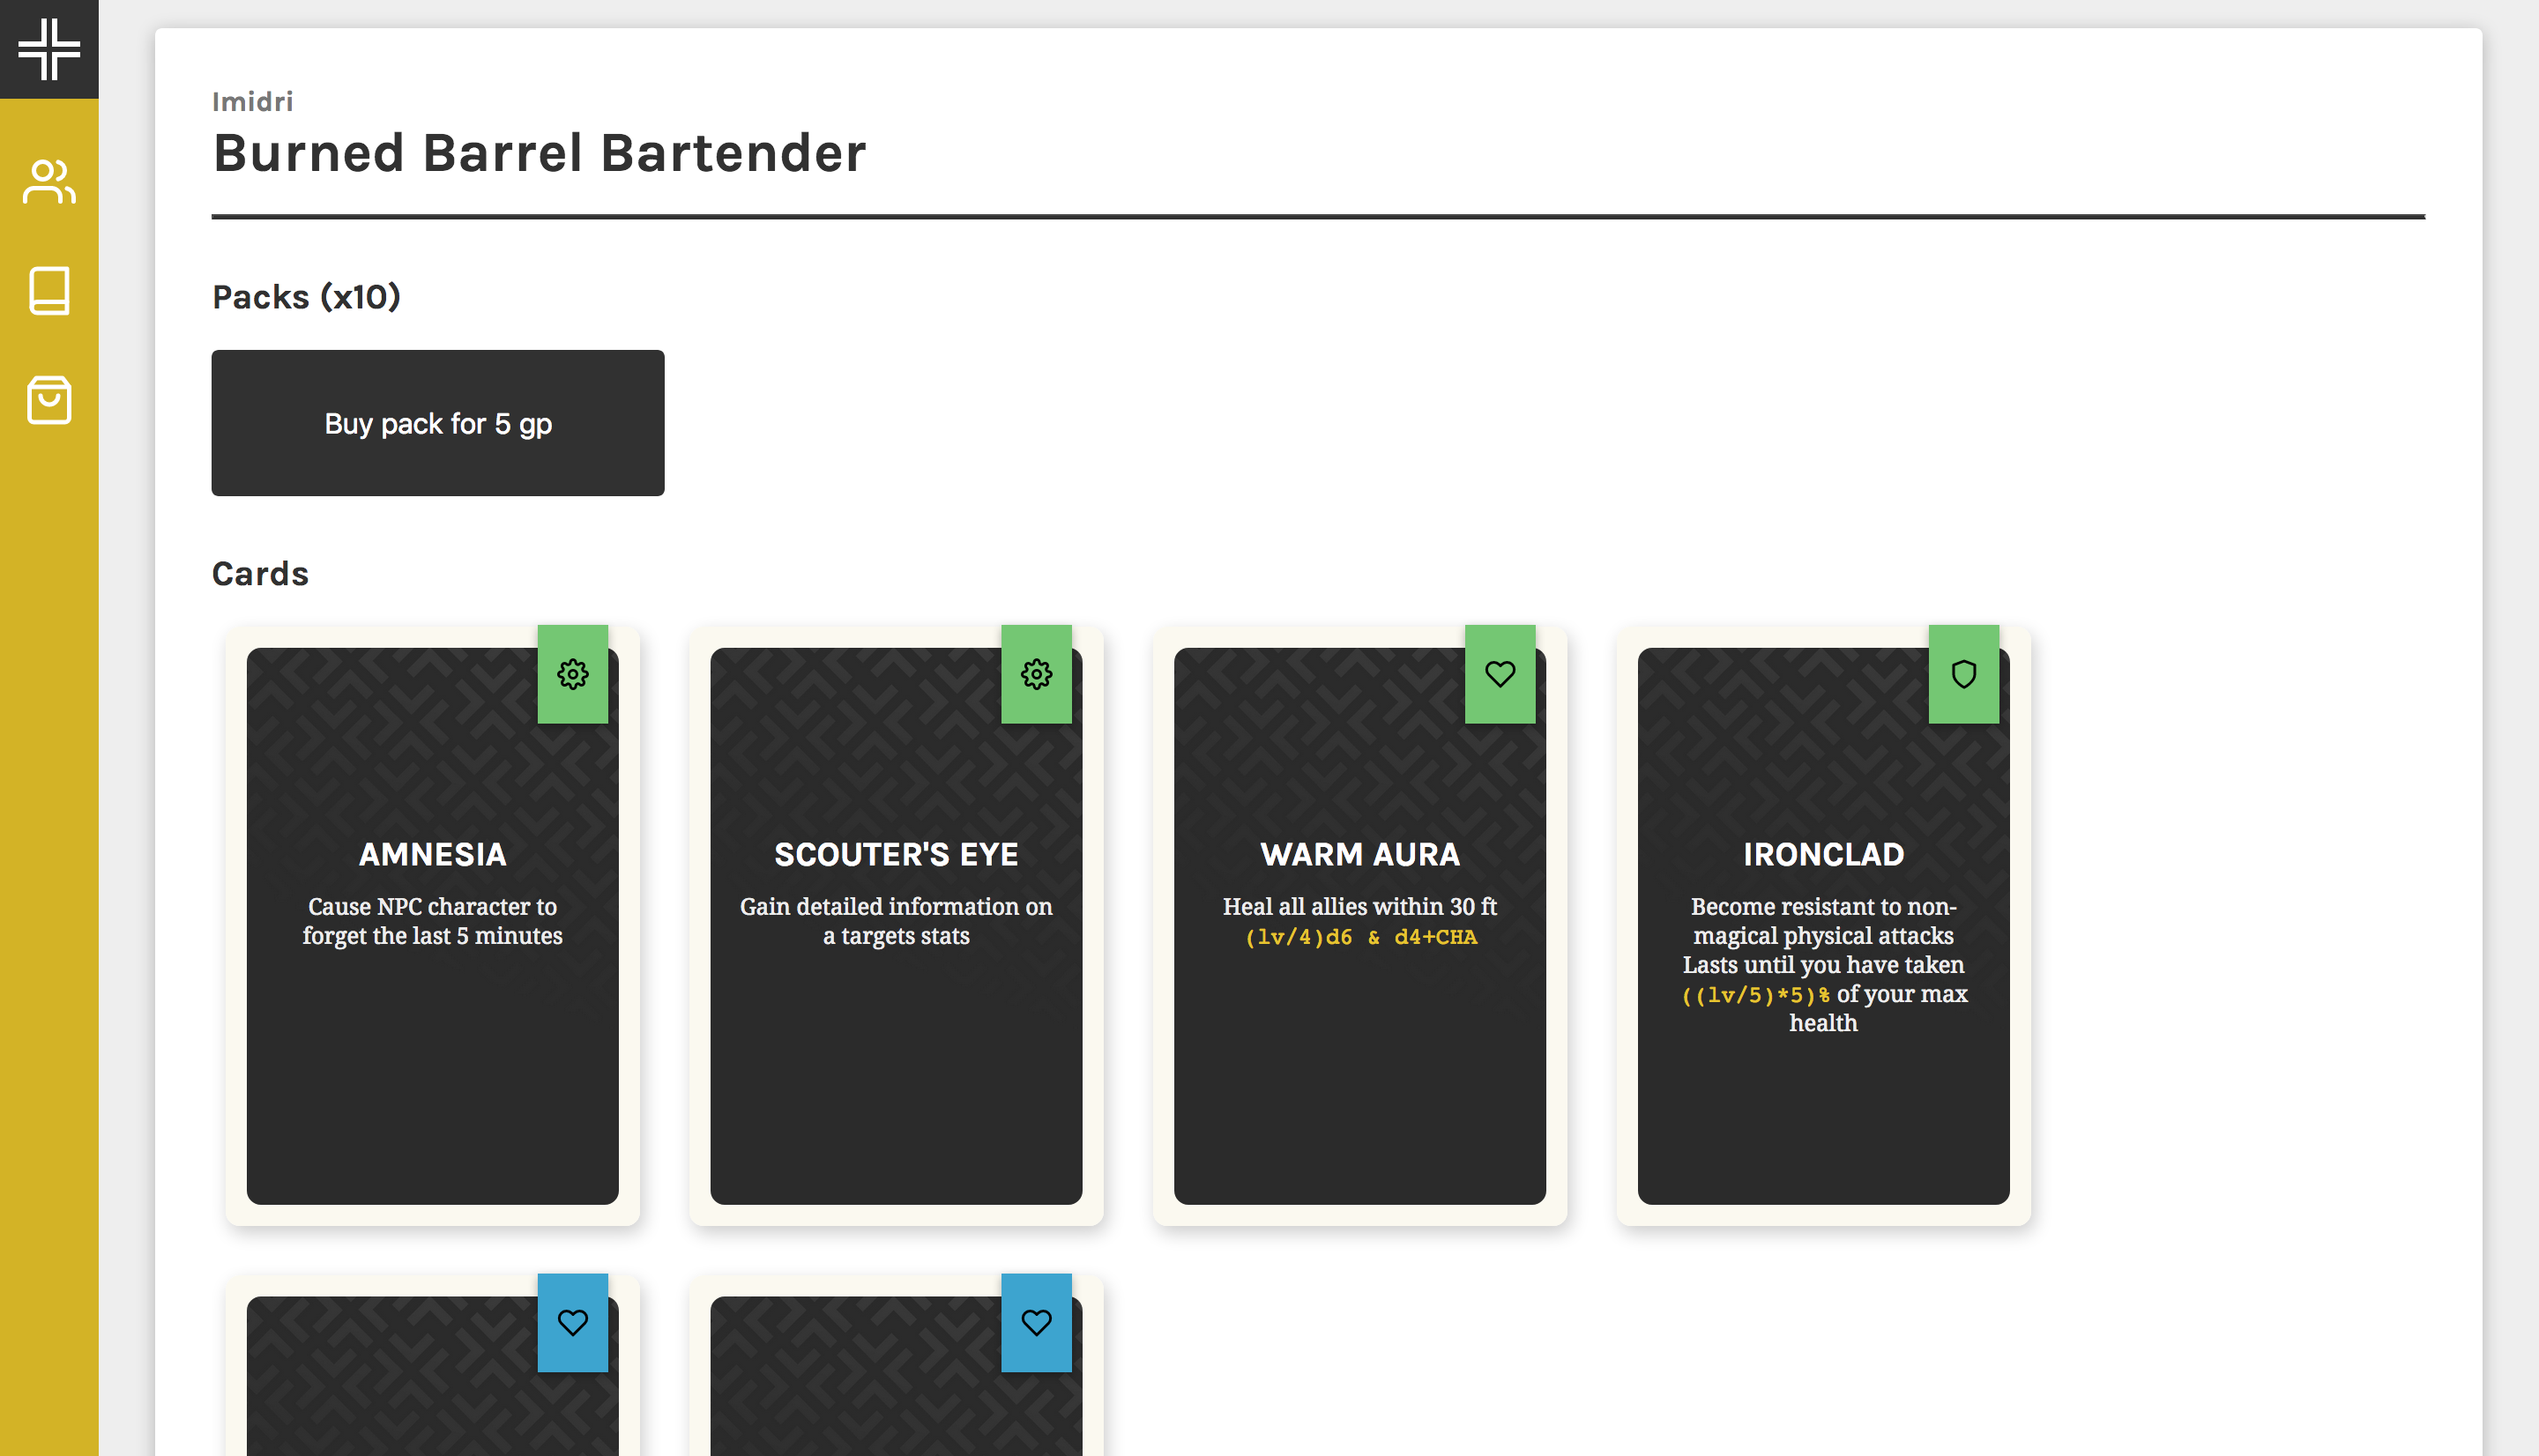 Imidri
Burned Barrel Bartender
Packs (x10)
Buy pack for 5 gp
Cards
AMNESIA
Cause NPC character to
forget the last 5 minutes
SCOUTER'S EYE
Gain detailed information on
a targets stats
WARM AURA
Heal all allies within 30 ft
(lv/4)d6 & d4+CHA
IRONCLAD
Become resistant to non-
magical physical attacks
Lasts until you have taken
((lv/5)*5)% of your max
health